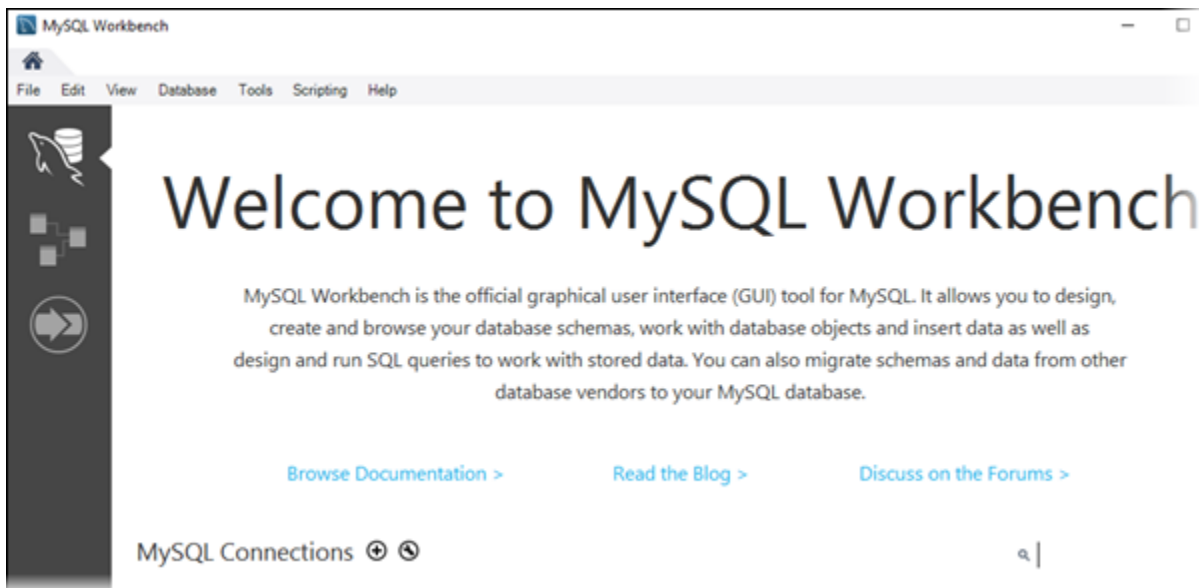 MySQL Workbench
File Edit View Database Tools Scripting Help
Welcome to MySQL Workbench
MySQL Workbench is the official graphical user interface (GUI) tool for MySQL. It allows you to design,
create and browse your database schemas, work with database objects and insert data as well as
design and run SQL queries to work with stored data. You can also migrate schemas and data from other
database vendors to your MySQL database.
Browse Documentation > Read the Blog > Discuss on the Forums >
MySQL Connections